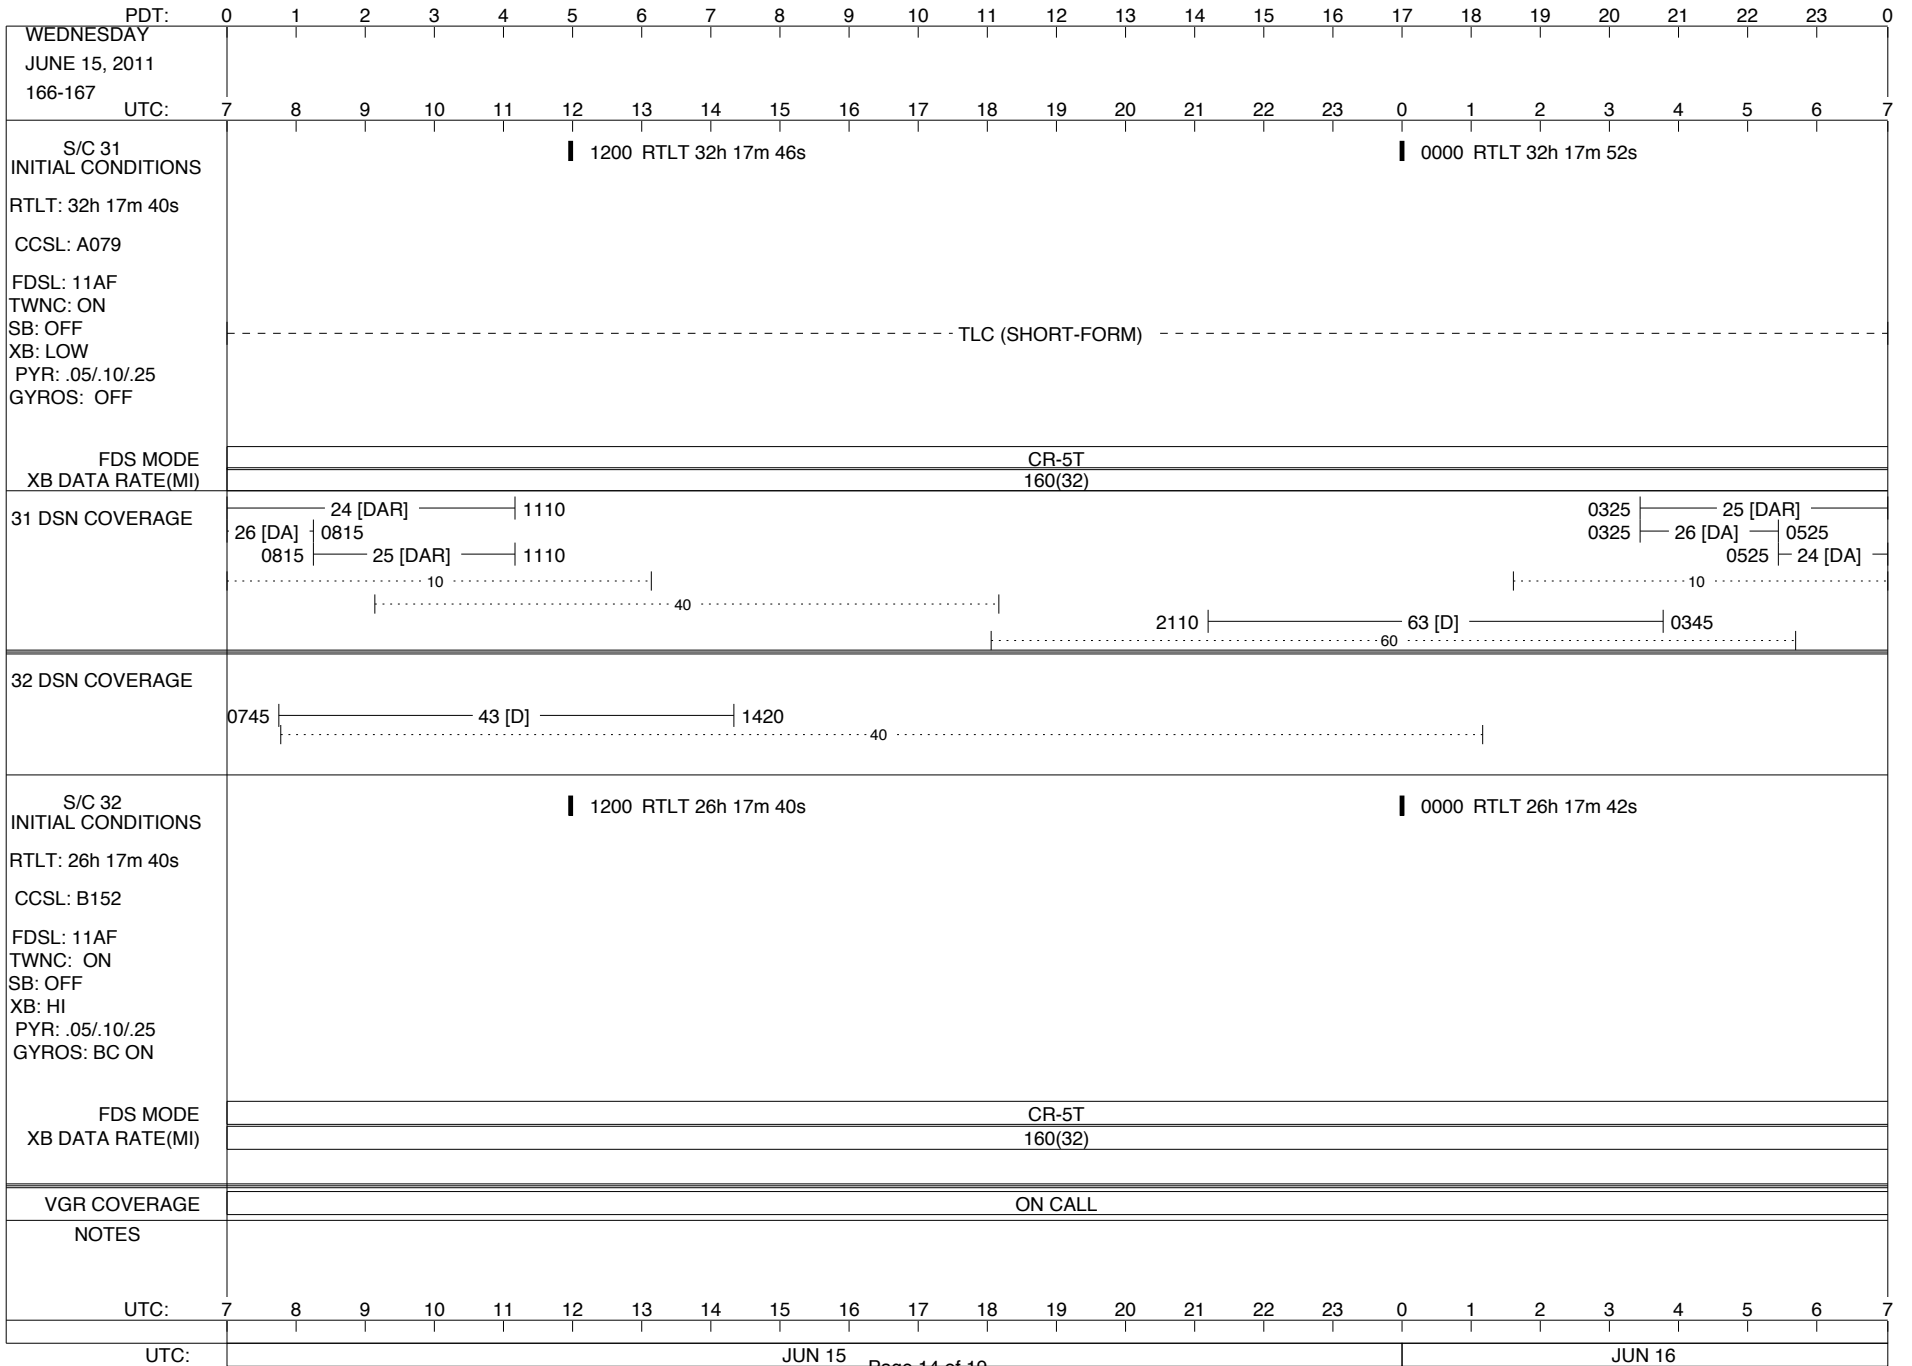 PDT: 0 1 2 3 4 5 6 7 8 9 10 11 12 13 14 15 16 17 18 19 20 21 22 23 0
WEDNESDAY
JUNE 15, 2011
166-167
UTC: 7 8 9 10 11 12 13 14 15 16 17 18 19 20 21 22 23 0 1 2 3 4 5 6 7
S/C 31
INITIAL CONDITIONS
1200 RTLT 32h 17m 46s
0000 RTLT 32h 17m 52s
RTLT: 32h 17m 40s
CCSL: A079
FDSL: 11AF
TWNC: ON
SB: OFF
XB: LOW
PYR: .05/.10/.25
GYROS: OFF
TLC (SHORT-FORM)
FDS MODE
CR-5T
XB DATA RATE(MI)
160(32)
31 DSN COVERAGE
24 [DAR] 1110
0325 25 [DAR]
26 [DA] 0815
0325 26 [DA] 0525
0815 25 [DAR] 1110
0525 24 [DA]
10
10
40
2110 63 [D] 0345
60
32 DSN COVERAGE
0745 43 [D] 1420
40
S/C 32
INITIAL CONDITIONS
1200 RTLT 26h 17m 40s
0000 RTLT 26h 17m 42s
RTLT: 26h 17m 40s
CCSL: B152
FDSL: 11AF
TWNC: ON
SB: OFF
XB: HI
PYR: .05/.10/.25
GYROS: BC ON
FDS MODE
CR-5T
XB DATA RATE(MI)
160(32)
VGR COVERAGE
ON CALL
NOTES
UTC: 7 8 9 10 11 12 13 14 15 16 17 18 19 20 21 22 23 0 1 2 3 4 5 6 7
UTC: JUN 15 JUN 16
Page 14 of 19